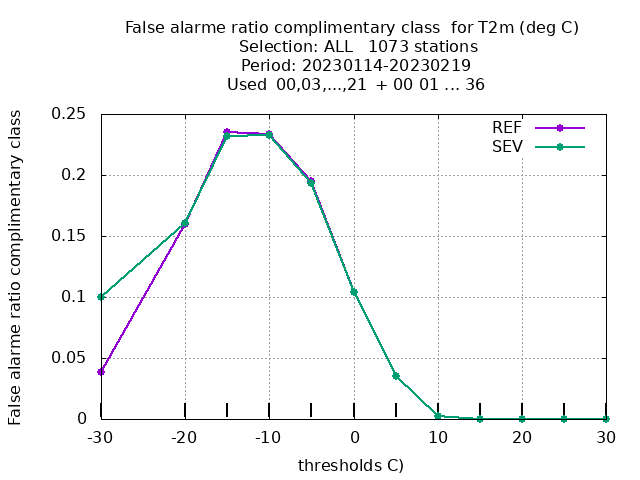 False alarme ratio complimentary class  for T2m (deg C)
Selection: ALL   1073 stations
Period: 20230114-20230219
Used  00,03,...,21  + 00 01 ... 36
False alarme ratio complimentary class
0.25
0.2
0.15
0.1
0.05
0
REF
SEV
-30 -20 -10 0 10 20 30
thresholds C)